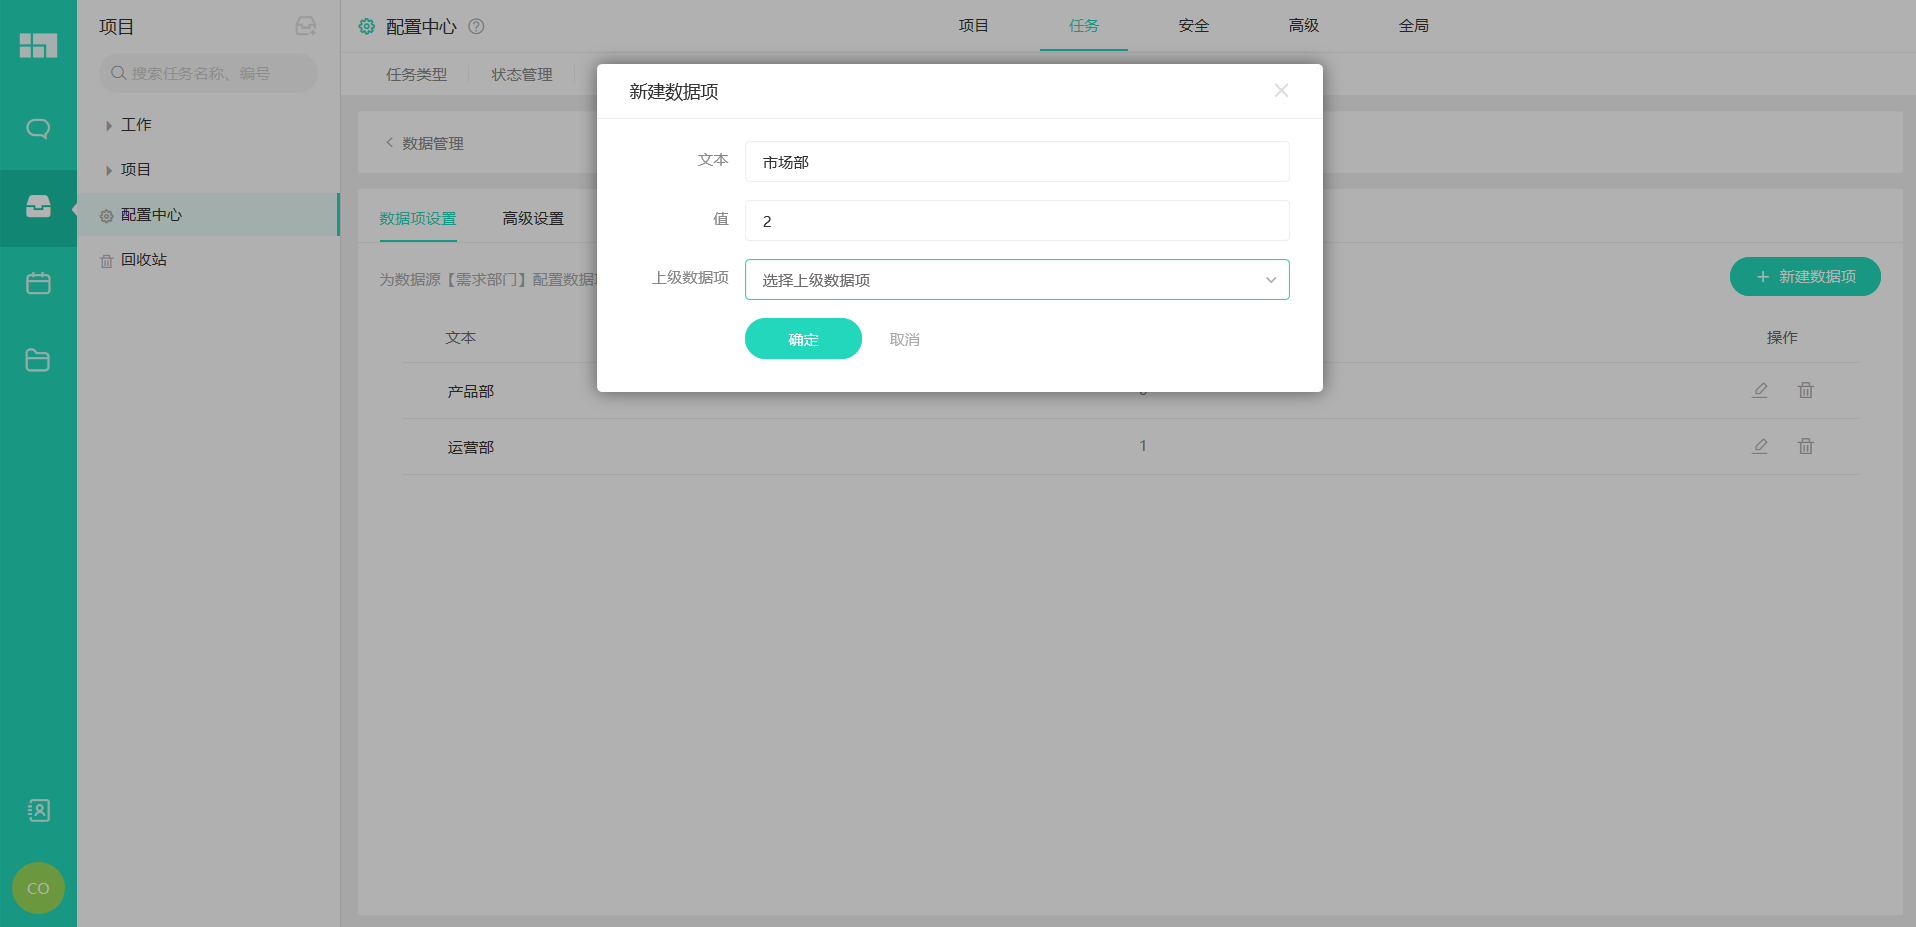 项目
搜索任务名称、编号
工作
项目
配置中心
回收站
CO
配置中心
项目
任务
安全
高级
全局
任务类型
状态管理
数据管理
数据项设置
高级设置
为数据源【需求部门】配置数据
新建数据项
文本
操作
产品部
运营部
1
新建数据项
文本
市场部
值
2
上级数据项
选择上级数据项
确定
取消